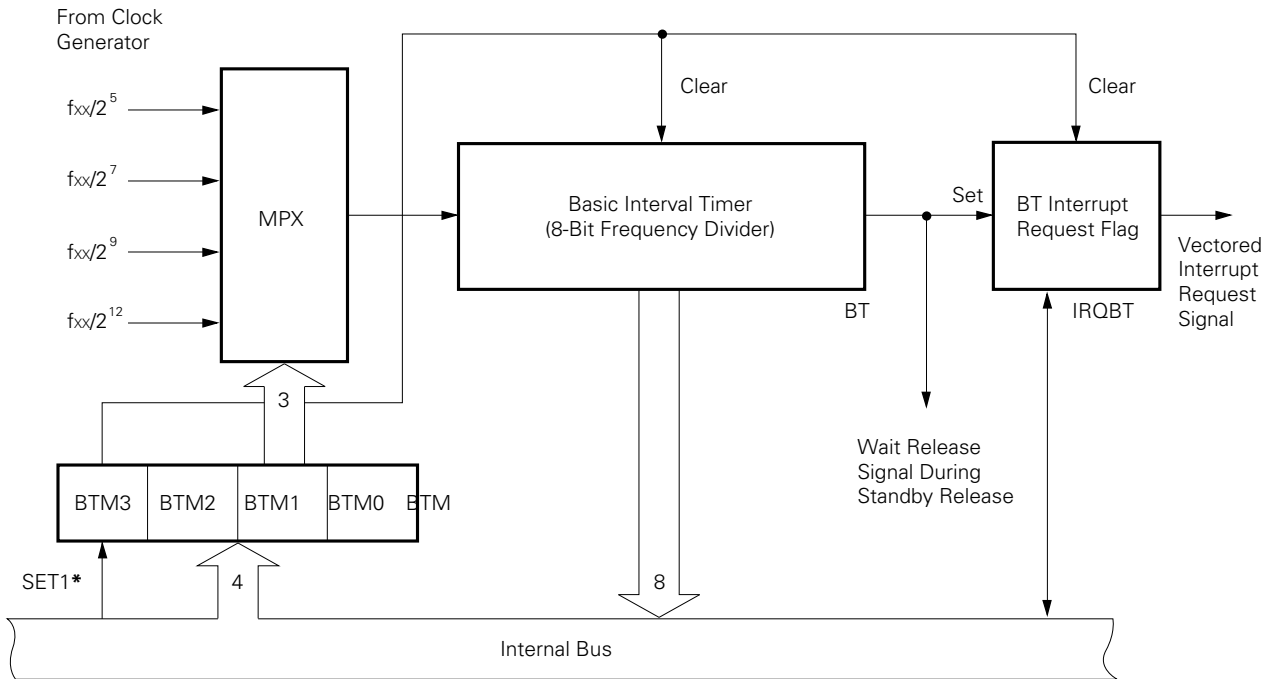 From Clock
Generator
fxx/2^5
fxx/2^7
fxx/2^9
fxx/2^12
MPX
Clear
Clear
Basic Interval Timer
(8-Bit Frequency Divider)
BT
Set
BT Interrupt
Request Flag
IRQBT
Vectored
Interrupt
Request
Signal
3
Wait Release
Signal During
Standby Release
BTM3 BTM2 BTM1 BTM0 BTM
SET1*
4
8
Internal Bus